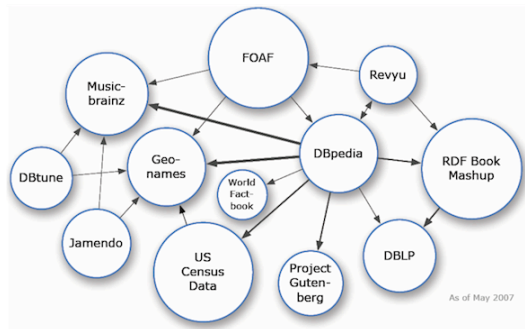 FOAF
Music-
brainz
Revyu
DBpedia
RDF Book
Mashup
Geo-
names
DBtune
World
Fact-
book
Jamendo
US
Census
Data
Project
Guten-
berg
DBLP
As of May 2007